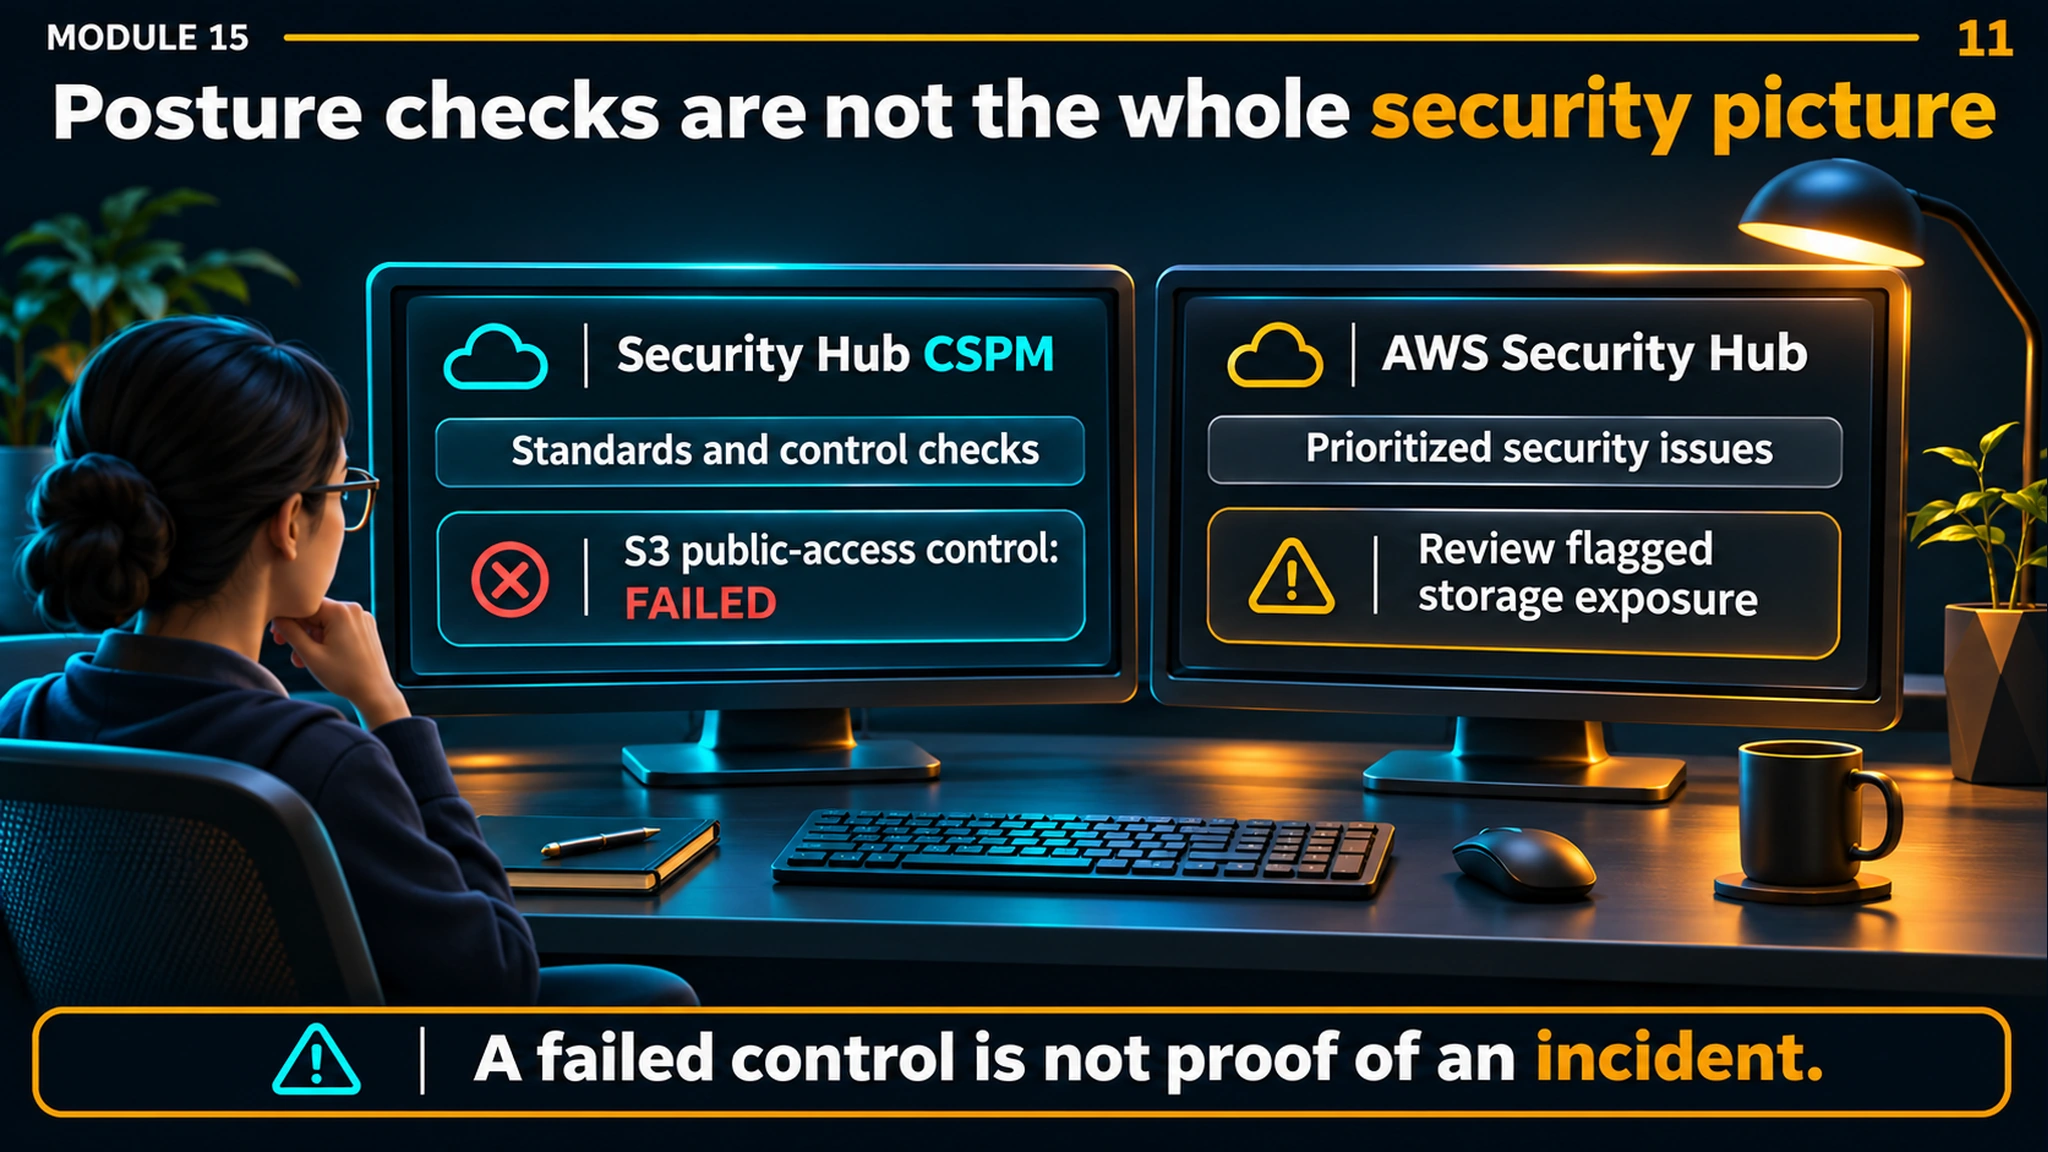 MODULE 15
11
Posture checks are not the whole security picture
Security Hub CSPM
Standards and control checks
S3 public-access control:
FAILED
AWS Security Hub
Prioritized security issues
Review flagged
storage exposure
A failed control is not proof of an incident.